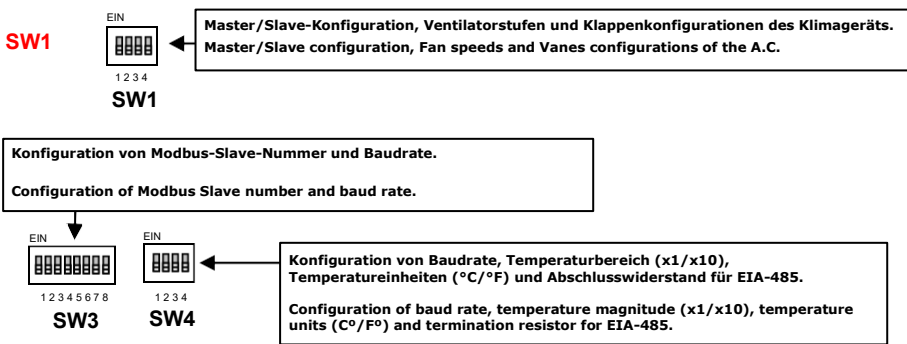 EIN
SW1
1 2 3 4
SW1
Master/Slave-Konfiguration, Ventilatorstufen und Klappenkonfigurationen des Klimageräts.
Master/Slave configuration, Fan speeds and Vanes configurations of the A.C.
Konfiguration von Modbus-Slave-Nummer und Baudrate.
Configuration of Modbus Slave number and baud rate.
EIN
1 2 3 4 5 6 7 8
SW3
EIN
1 2 3 4
SW4
Konfiguration von Baudrate, Temperaturbereich (x1/x10),
Temperatureinheiten (°C/°F) und Abschlusswiderstand für EIA-485.
Configuration of baud rate, temperature magnitude (x1/x10), temperature
units (Cº/Fº) and termination resistor for EIA-485.